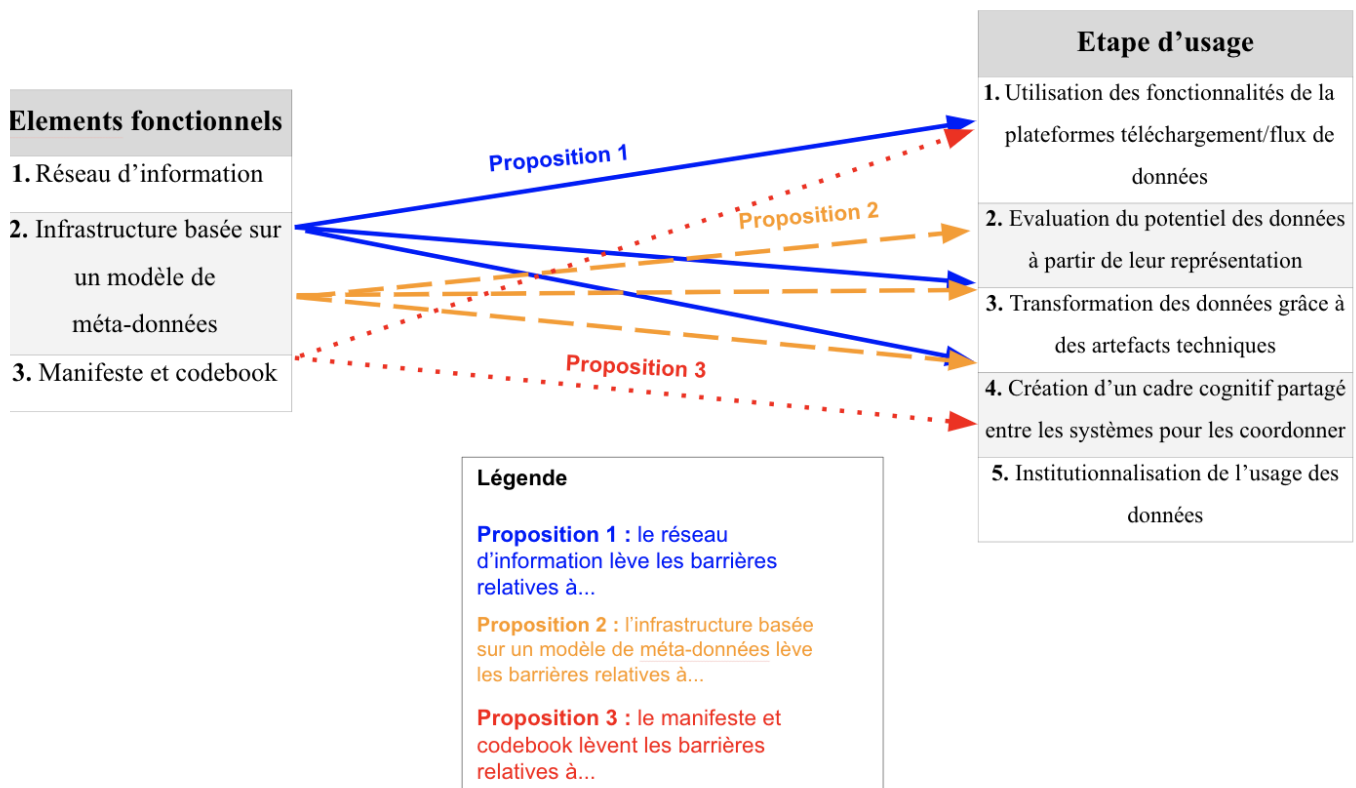 Elements fonctionnels
1. Réseau d’information
2. Infrastructure basée sur
un modèle de
méta-données
3. Manifeste et codebook
Proposition 1
Proposition 2
Proposition 3
Etape d’usage
1. Utilisation des fonctionnalités de la
plateformes téléchargement/flux de
données
2. Evaluation du potentiel des données
à partir de leur représentation
3. Transformation des données grâce à
des artefacts techniques
4. Création d’un cadre cognitif partagé
entre les systèmes pour les coordonner
5. Institutionnalisation de l’usage des
données
Légende
Proposition 1 : le réseau
d’information lève les barrières
relatives à...
Proposition 2 : l’infrastructure basée
sur un modèle de méta-données lève
les barrières relatives à...
Proposition 3 : le manifeste et
codebook lèvent les barrières
relatives à...